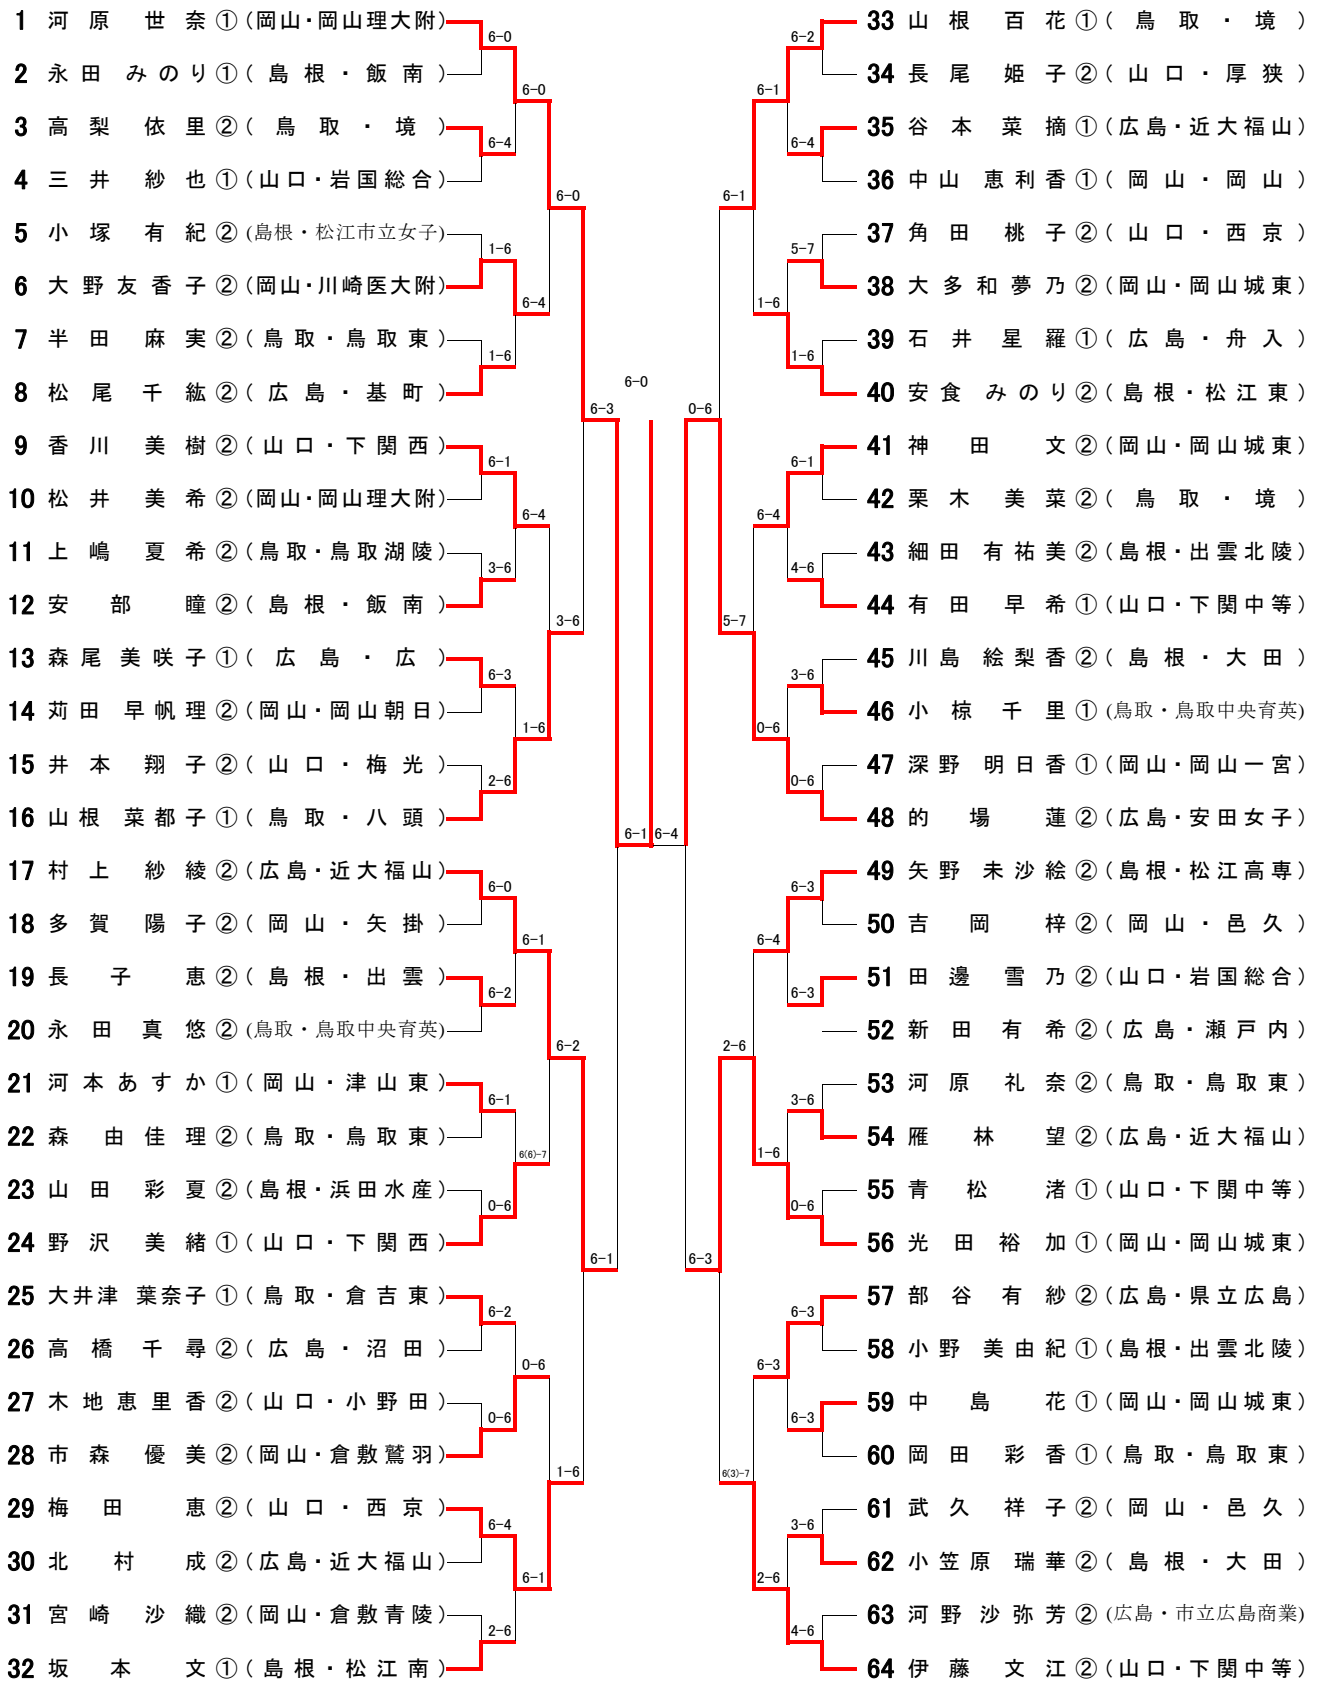 1 河原 世奈 ① (岡山・岡山理大附)
6-0
2 永田 みのり ① (島根・飯南)
6-0
3 高梨 依里 ② (鳥取・境)
6-4
4 三井 紗也 ① (山口・岩国総合)
6-0
5 小塚 有紀 ② (島根・松江市立女子)
1-6
6 大野 友香子 ② (岡山・川崎医大附)
6-4
7 半田 麻実 ② (鳥取・鳥取東)
1-6
8 松尾 千紘 ② (広島・基町)
6-3
9 香川 美樹 ② (山口・下関西)
6-1
10 松井 美希 ② (岡山・岡山理大附)
6-4
11 上嶋 夏希 ② (鳥取・鳥取湖陵)
3-6
12 安部 瞳 ② (島根・飯南)
3-6
13 森尾 美咲子 ① (広島・広)
6-3
14 苅田 早帆理 ② (岡山・岡山朝日)
1-6
15 井本 翔子 ② (山口・梅光)
2-6
16 山根 菜都子 ① (鳥取・八頭)
6-1
17 村上 紗綾 ② (広島・近大福山)
6-0
18 多賀 陽子 ② (岡山・矢掛)
6-1
19 長子 恵 ② (島根・出雲)
6-2
20 永田 真悠 ② (鳥取・鳥取中央育英)
6-2
21 河本 あすか ① (岡山・津山東)
6-1
22 森 由佳理 ② (鳥取・鳥取東)
6(6)-7
23 山田 彩夏 ② (島根・浜田水産)
0-6
24 野沢 美緒 ① (山口・下関西)
6-1
25 大井津 葉奈子 ① (鳥取・倉吉東)
6-2
26 高橋 千尋 ② (広島・沼田)
0-6
27 木地 恵里香 ② (山口・小野田)
0-6
28 市森 優美 ② (岡山・倉敷鷲羽)
1-6
29 梅田 恵 ② (山口・西京)
6-4
30 北村 成 ② (広島・近大福山)
6-1
31 宮崎 沙織 ② (岡山・倉敷青陵)
2-6
32 坂本 文 ① (島根・松江南)
6-0
33 山根 百花 ① (鳥取・境)
6-2
34 長尾 姫子 ② (山口・厚狭)
6-1
35 谷本 菜摘 ① (広島・近大福山)
6-4
36 中山 恵利香 ① (岡山・岡山)
6-1
37 角田 桃子 ② (山口・西京)
5-7
38 大多和 夢乃 ② (岡山・岡山城東)
1-6
39 石井 星羅 ① (広島・舟入)
1-6
40 安食 みのり ② (島根・松江東)
0-6
41 神田 文 ② (岡山・岡山城東)
6-1
42 栗木 美菜 ② (鳥取・境)
6-4
43 細田 有祐美 ② (島根・出雲北陵)
4-6
44 有田 早希 ① (山口・下関中等)
5-7
45 川島 絵梨香 ② (島根・大田)
3-6
46 小椋 千里 ① (鳥取・鳥取中央育英)
0-6
47 深野 明日香 ① (岡山・岡山一宮)
0-6
48 的場 蓮 ② (広島・安田女子)
6-4
49 矢野 未沙絵 ② (島根・松江高専)
6-3
50 吉岡 梓 ② (岡山・邑久)
6-4
51 田邊 雪乃 ② (山口・岩国総合)
6-3
52 新田 有希 ② (広島・瀬戸内)
2-6
53 河原 礼奈 ② (鳥取・鳥取東)
3-6
54 雁林 望 ② (広島・近大福山)
1-6
55 青松 渚 ① (山口・下関中等)
0-6
56 光田 裕加 ① (岡山・岡山城東)
6-3
57 部谷 有紗 ② (広島・県立広島)
6-3
58 小野 美由紀 ① (島根・出雲北陵)
6-3
59 中島 花 ① (岡山・岡山城東)
6-3
60 岡田 彩香 ① (鳥取・鳥取東)
6(3)-7
61 武久 祥子 ② (岡山・邑久)
3-6
62 小笠原 瑞華 ② (島根・大田)
2-6
63 河野 沙弥芳 ② (広島・市立広島商業)
4-6
64 伊藤 文江 ② (山口・下関中等)